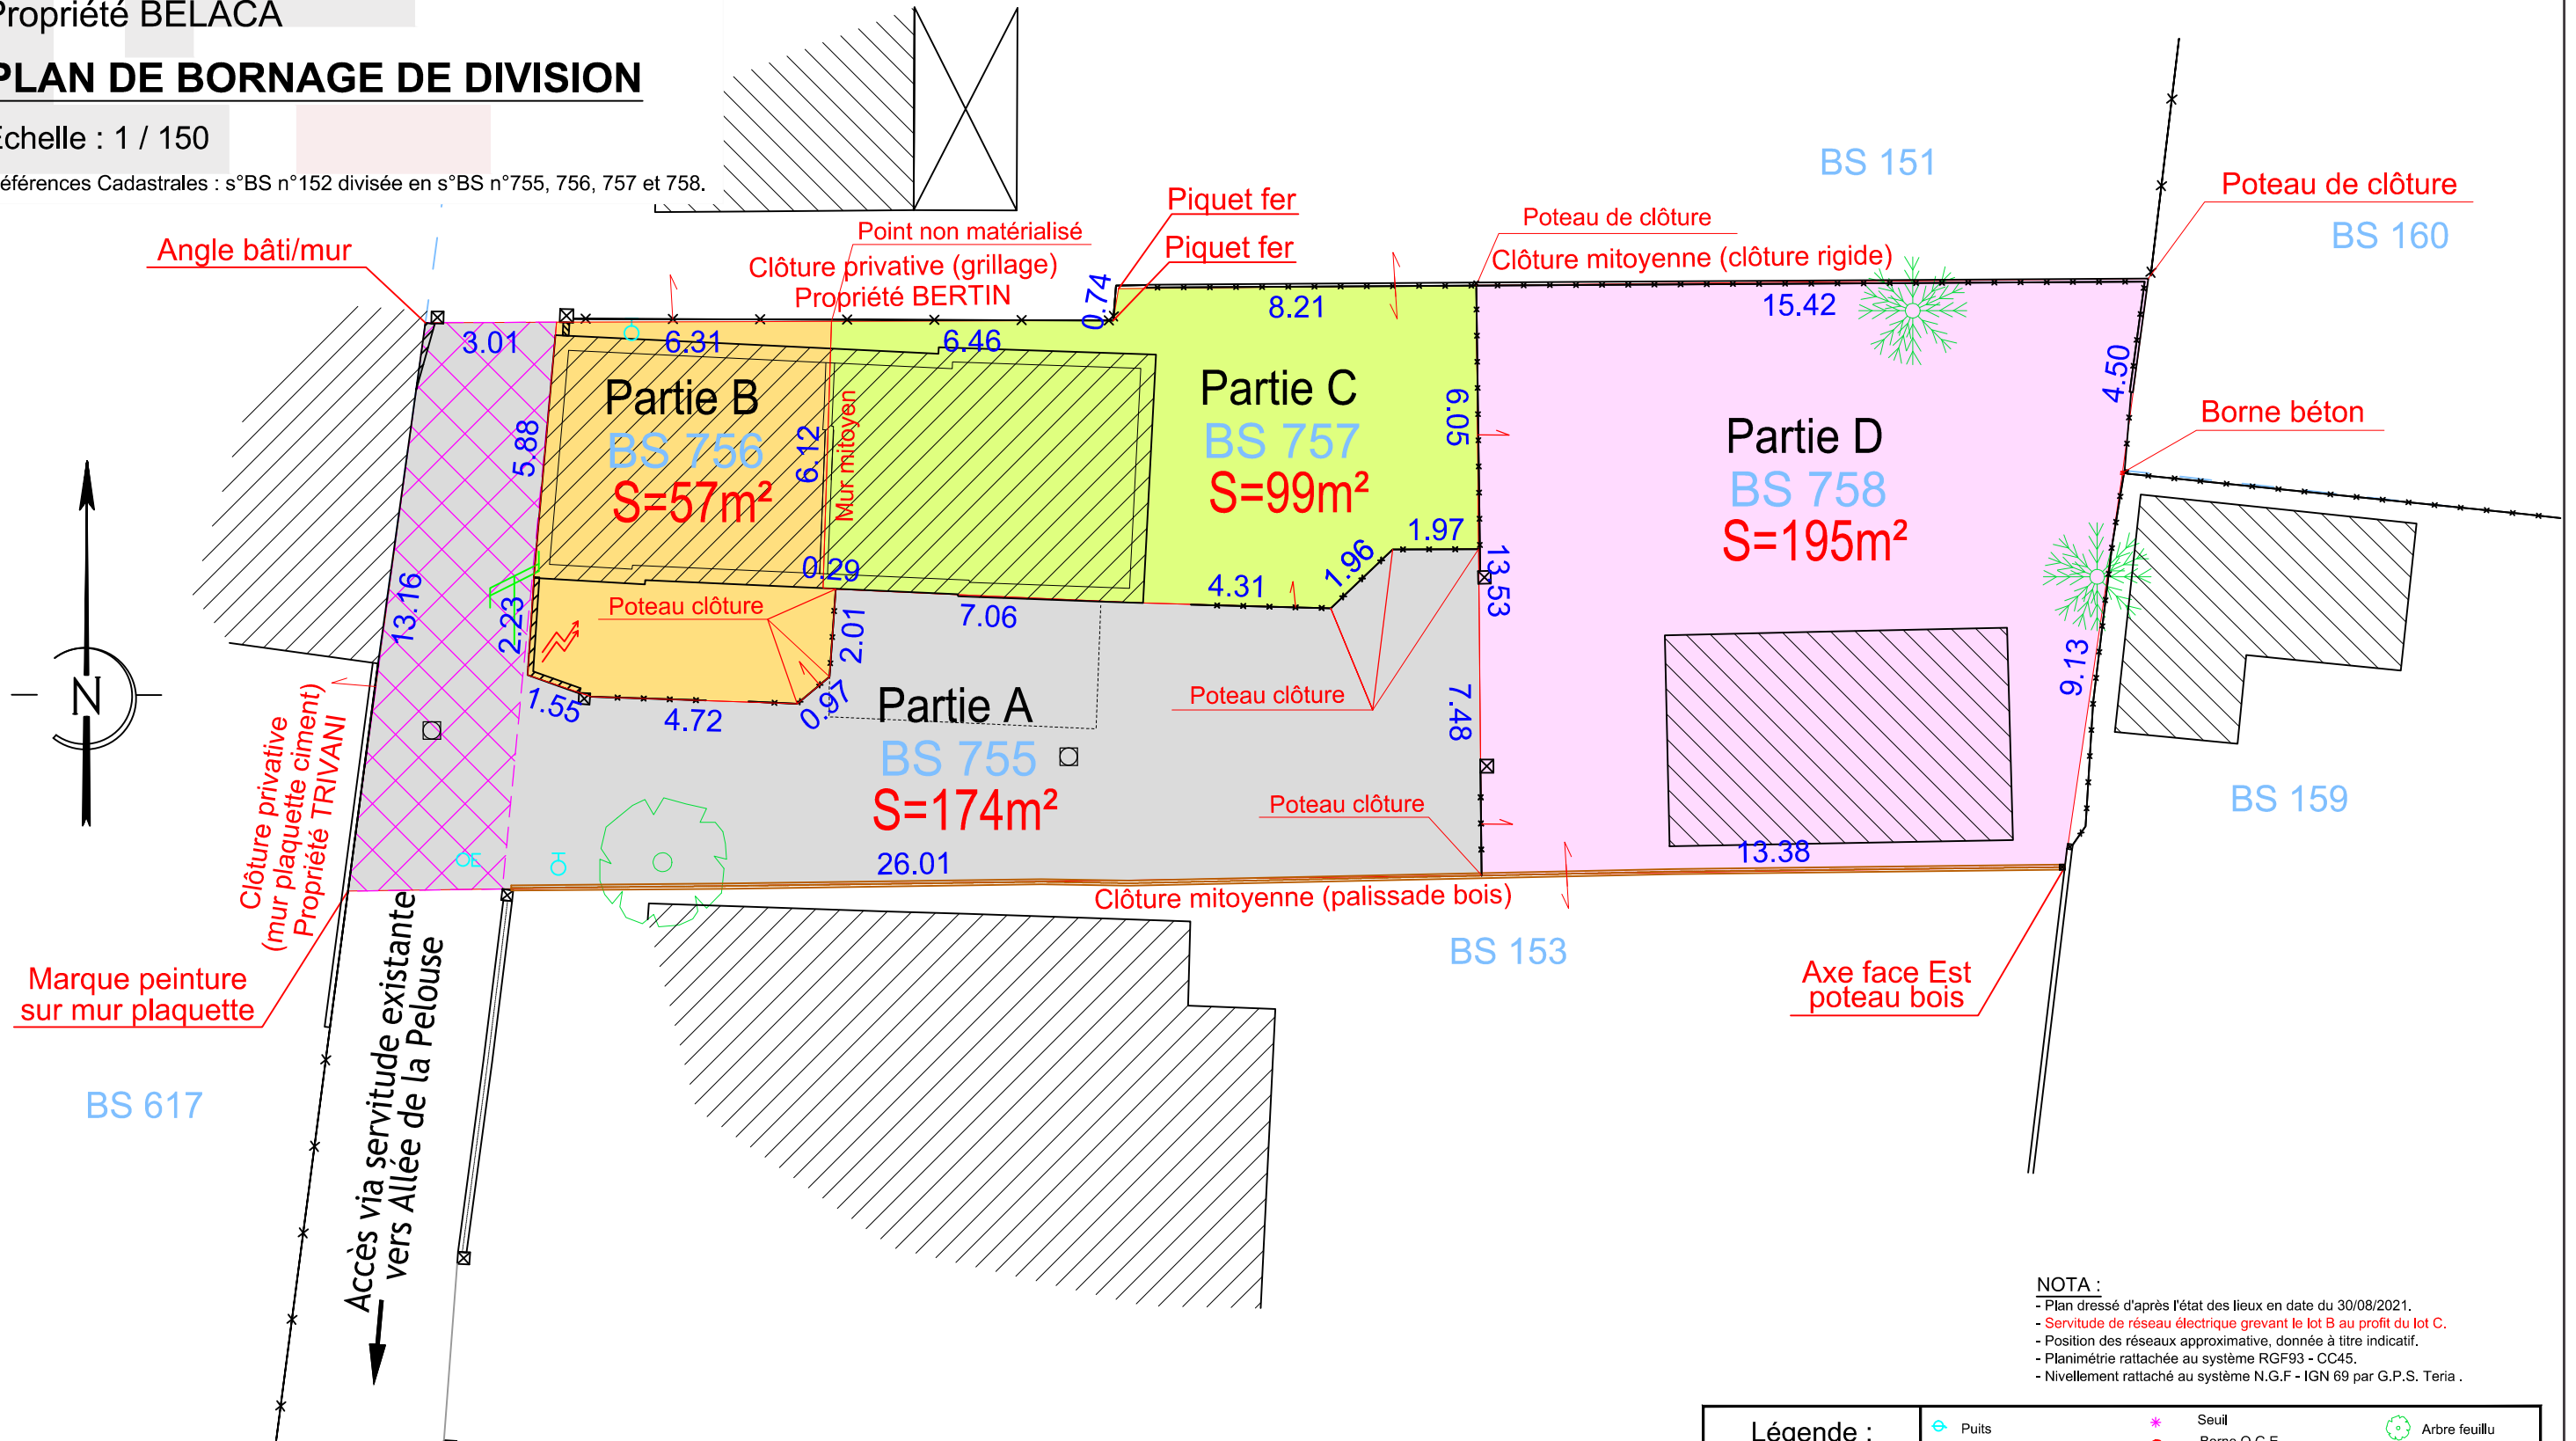 Propriété BELACA
PLAN DE BORNAGE DE DIVISION
Echelle : 1 / 150
éférences Cadastrales : s°BS n°152 divisée en s°BS n°755, 756, 757 et 758.
BS 151
Poteau de clôture
BS 160
Piquet fer
Piquet fer
Poteau de clôture
Clôture mitoyenne (clôture rigide)
Point non matérialisé
Clôture privative (grillage)
Propriété BERTIN
Angle bâti/mur
3.01
6.31
6.46
0.74
8.21
15.42
4.50
Borne béton
Partie B
BS 756
S=57m²
5.88
6.12
Mur mitoyen
Partie C
BS 757
S=99m²
6.05
Partie D
BS 758
S=195m²
0.29
4.31
1.96
1.97
13.53
13.16
2.23
Poteau clôture
7.06
2.01
1.55
4.72
0.97
Poteau clôture
7.48
9.13
N
Partie A
BS 755
S=174m²
Poteau clôture
26.01
13.38
BS 159
Clôture privative
(mur plaquette ciment)
Propriété TRIVANI
Clôture mitoyenne (palissade bois)
BS 153
Marque peinture
sur mur plaquette
Axe face Est
poteau bois
BS 617
Accès via servitude existante
vers Allée de la Pelouse
NOTA :
- Plan dressé d'après l'état des lieux en date du 30/08/2021.
- Servitude de réseau électrique grevant le lot B au profit du lot C.
- Position des réseaux approximative, donnée à titre indicatif.
- Planimétrie rattachée au système RGF93 - CC45.
- Nivellement rattaché au système N.G.F - IGN 69 par G.P.S. Teria .
Légende :
Puits
Seuil
Borne O.G.E
Arbre feuillu